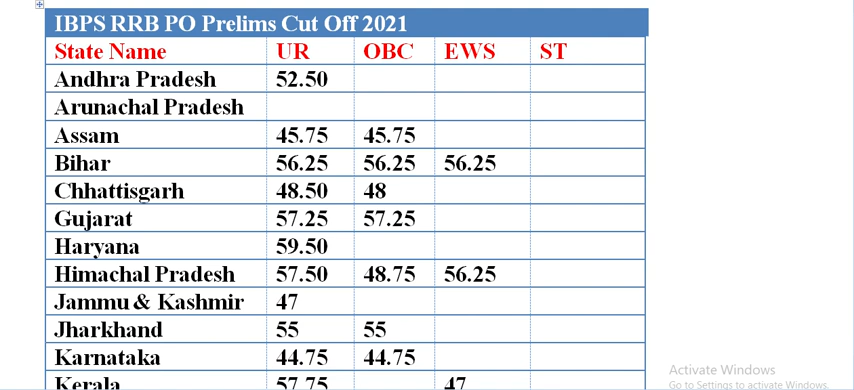 IBPS RRB PO Prelims Cut Off 2021
State Name UR OBC EWS ST
Andhra Pradesh 52.50
Arunachal Pradesh
Assam 45.75 45.75
Bihar 56.25 56.25 56.25
Chhattisgarh 48.50 48
Gujarat 57.25 57.25
Haryana 59.50
Himachal Pradesh 57.50 48.75 56.25
Jammu & Kashmir 47
Jharkhand 55 55
Karnataka 44.75 44.75
Kerala 57.75 47
Activate Windows
Go to Settings to activate Windows.